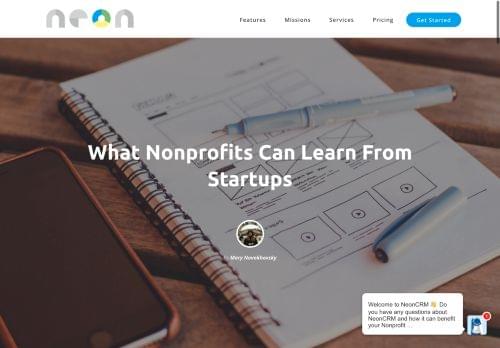 neon
Features
Missions
Services
Pricing
Get Started
What Nonprofits Can Learn From
Startups
Mary Novokhovsky
Welcome to NeonCRM 👋 Do
you have any questions about
NeonCRM and how it can benefit
your Nonprofit ...
1